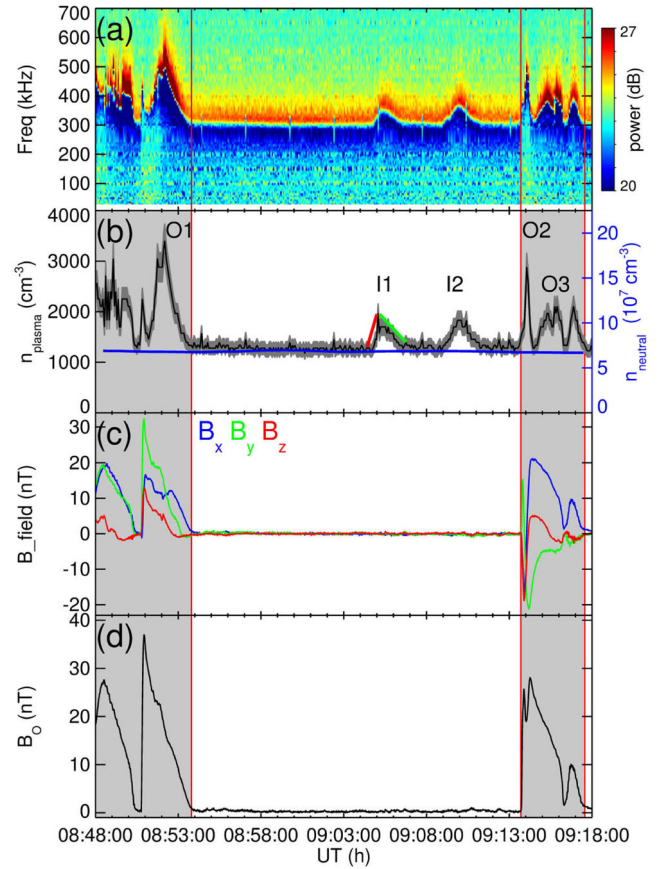 (a)
700
600
500
400
300
200
100
Freq (kHz)
27
20
power (dB)
(b)
4000
3000
2000
1000
0
n_plasma (cm⁻³)
O1
I1
I2
O2
O3
20
15
10
5
0
n_neutral (10⁷ cm⁻³)
(c)
30
20
10
0
-10
-20
B_field (nT)
B_x B_y B_z
(d)
40
30
20
10
0
B_O (nT)
08:48:00 08:53:00 08:58:00 09:03:00 09:08:00 09:13:00 09:18:00
UT (h)